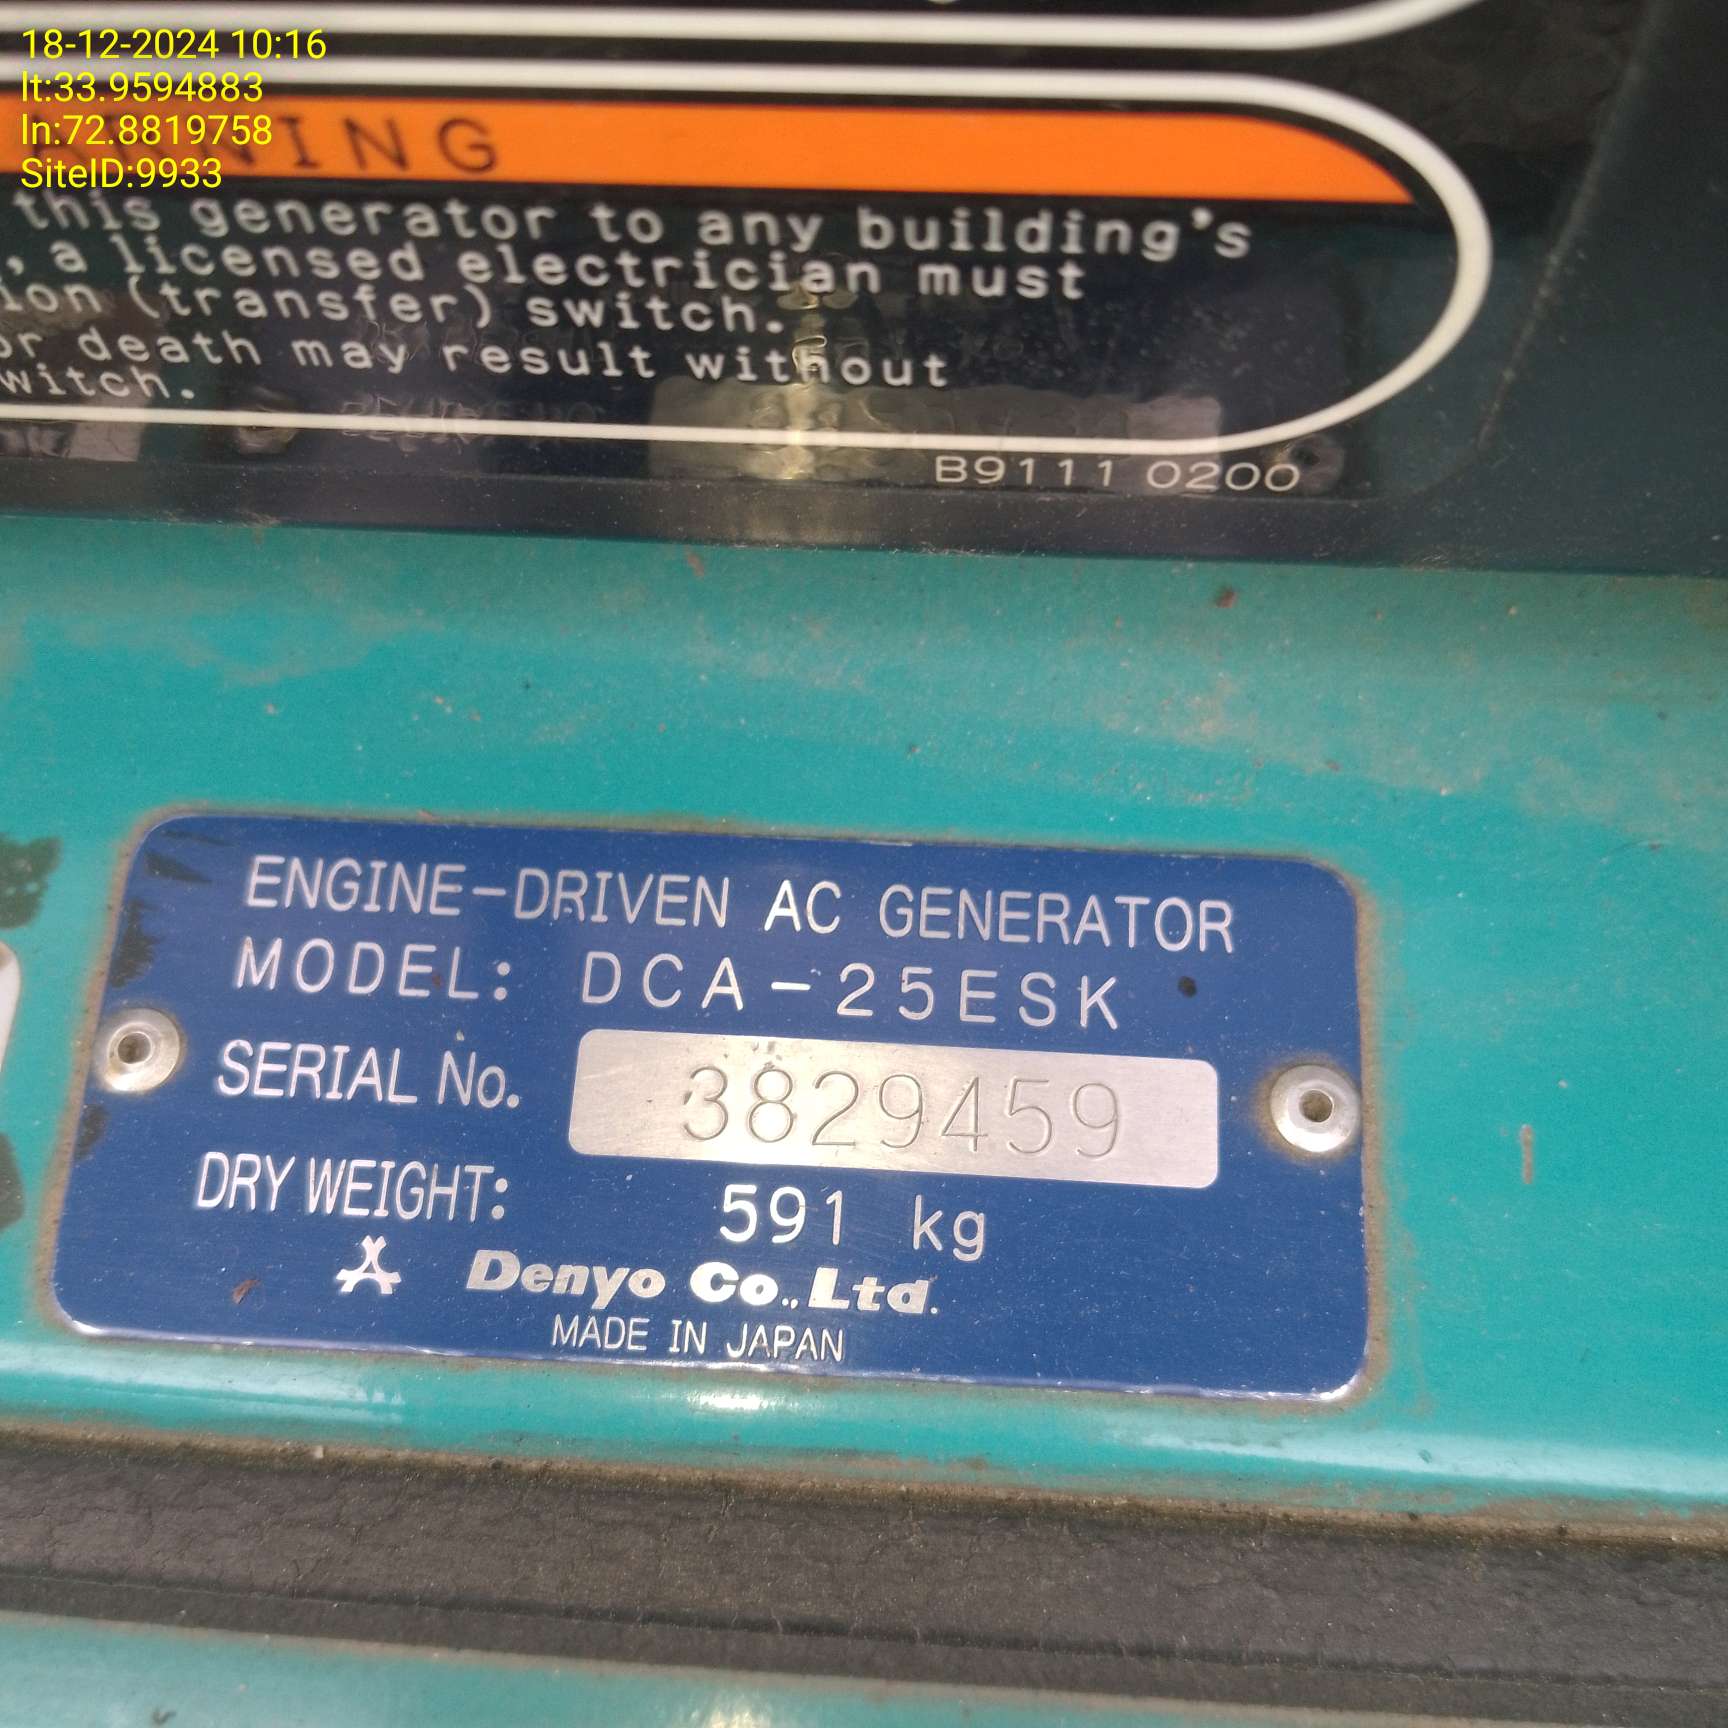 18-12-2024 10:16
lt:33.9594883
ln:72.8819758
SiteID:9933
NING
this generator to any building's
, a licensed electrician must
ion (transfer) switch.
or death may result without
witch.
B9111 0200
ENGINE-DRIVEN AC GENERATOR
MODEL: DCA-25ESK
SERIAL No. 3829459
DRY WEIGHT: 591 kg
Denyo Co., Ltd.
MADE IN JAPAN